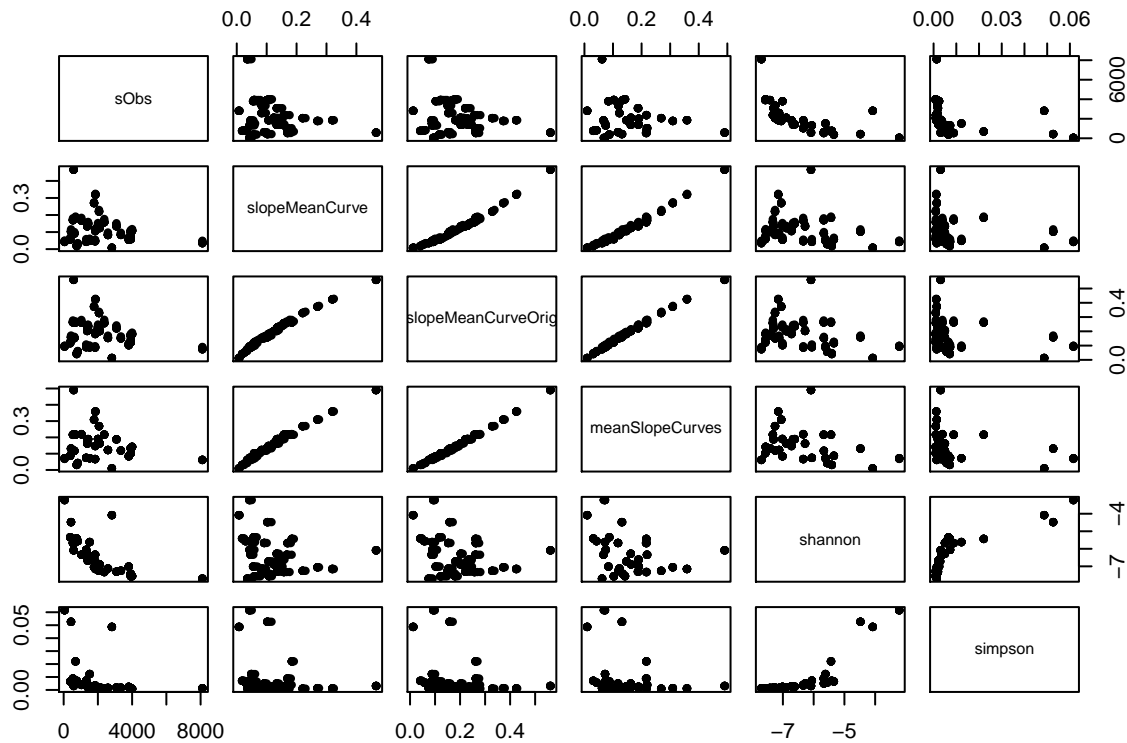 0.0 0.2 0.4
0.0 0.2 0.4
0.00 0.03 0.06
sObs
0 6000
0.0 0.3
slopeMeanCurve
slopeMeanCurveOrig
0.0 0.4
0.0 0.3
meanSlopeCurves
shannon
-7 -4
0.00 0.05
simpson
0 4000 8000
0.0 0.2 0.4
-7 -5